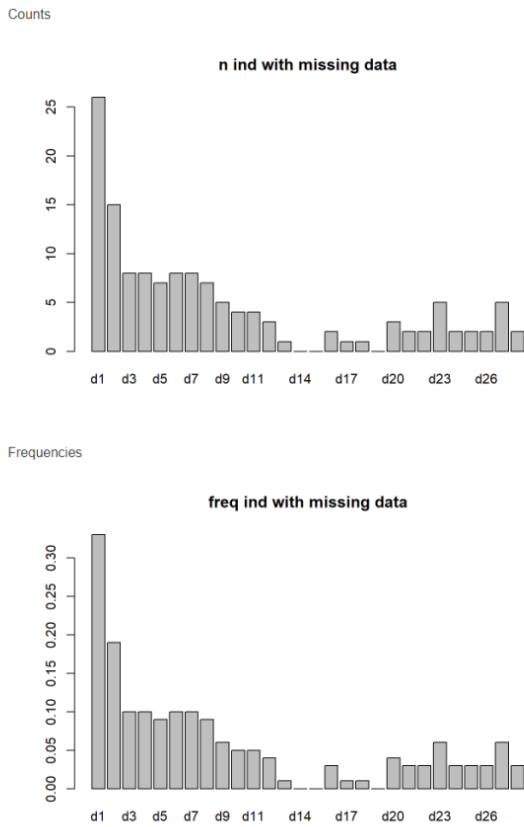 Counts
n ind with missing data
25
20
15
10
5
0
d1 d3 d5 d7 d9 d11 d14 d17 d20 d23 d26
Frequencies
freq ind with missing data
0.30
0.25
0.20
0.15
0.10
0.05
0.00
d1 d3 d5 d7 d9 d11 d14 d17 d20 d23 d26